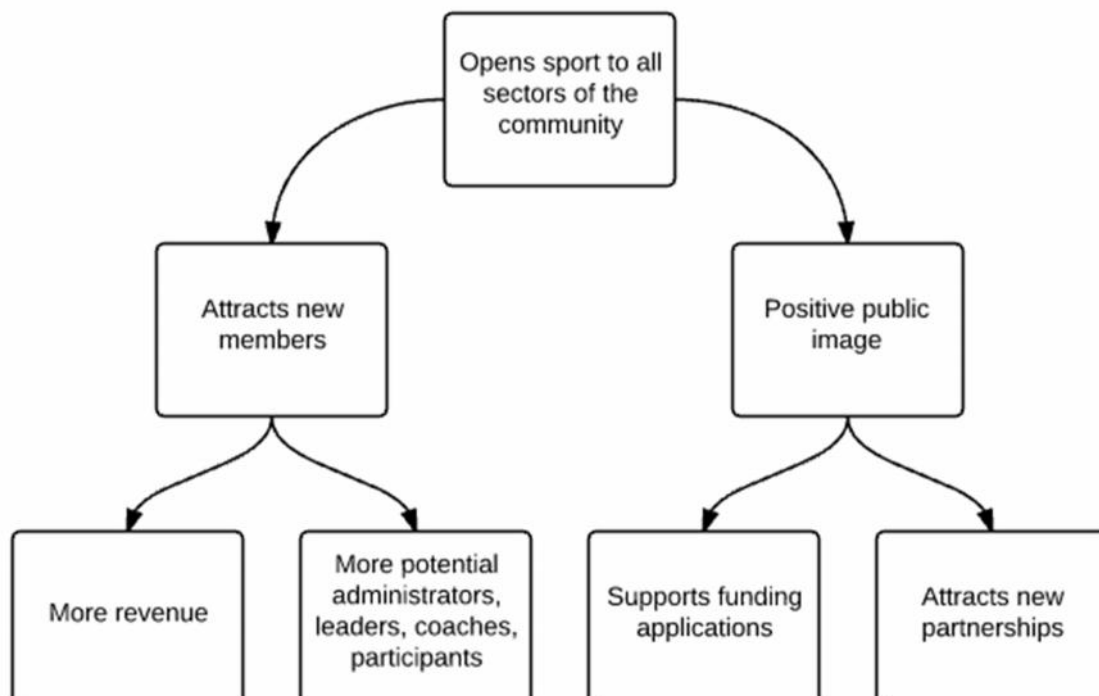 Opens sport to all
sectors of the
community
Attracts new
members
Positive public
image
More revenue
More potential
administrators,
leaders, coaches,
participants
Supports funding
applications
Attracts new
partnerships